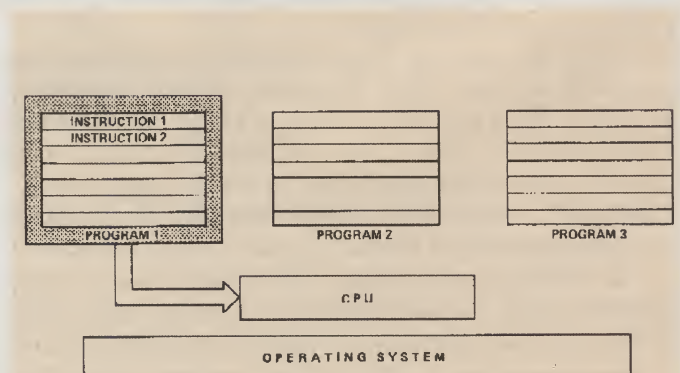 INSTRUCTION 1
INSTRUCTION 2
PROGRAM 1
PROGRAM 2
PROGRAM 3
CPU
OPERATING SYSTEM